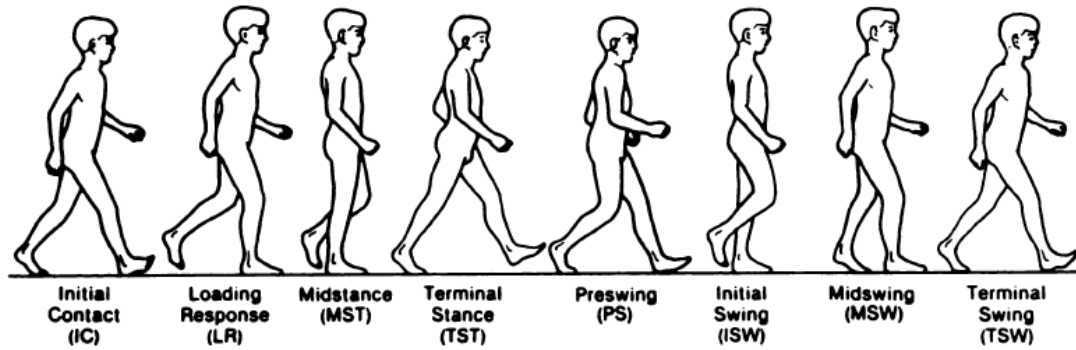 Initial
Contact
(IC)
Loading
Response
(LR)
Midstance
(MST)
Terminal
Stance
(TST)
Preswing
(PS)
Initial
Swing
(ISW)
Midswing
(MSW)
Terminal
Swing
(TSW)